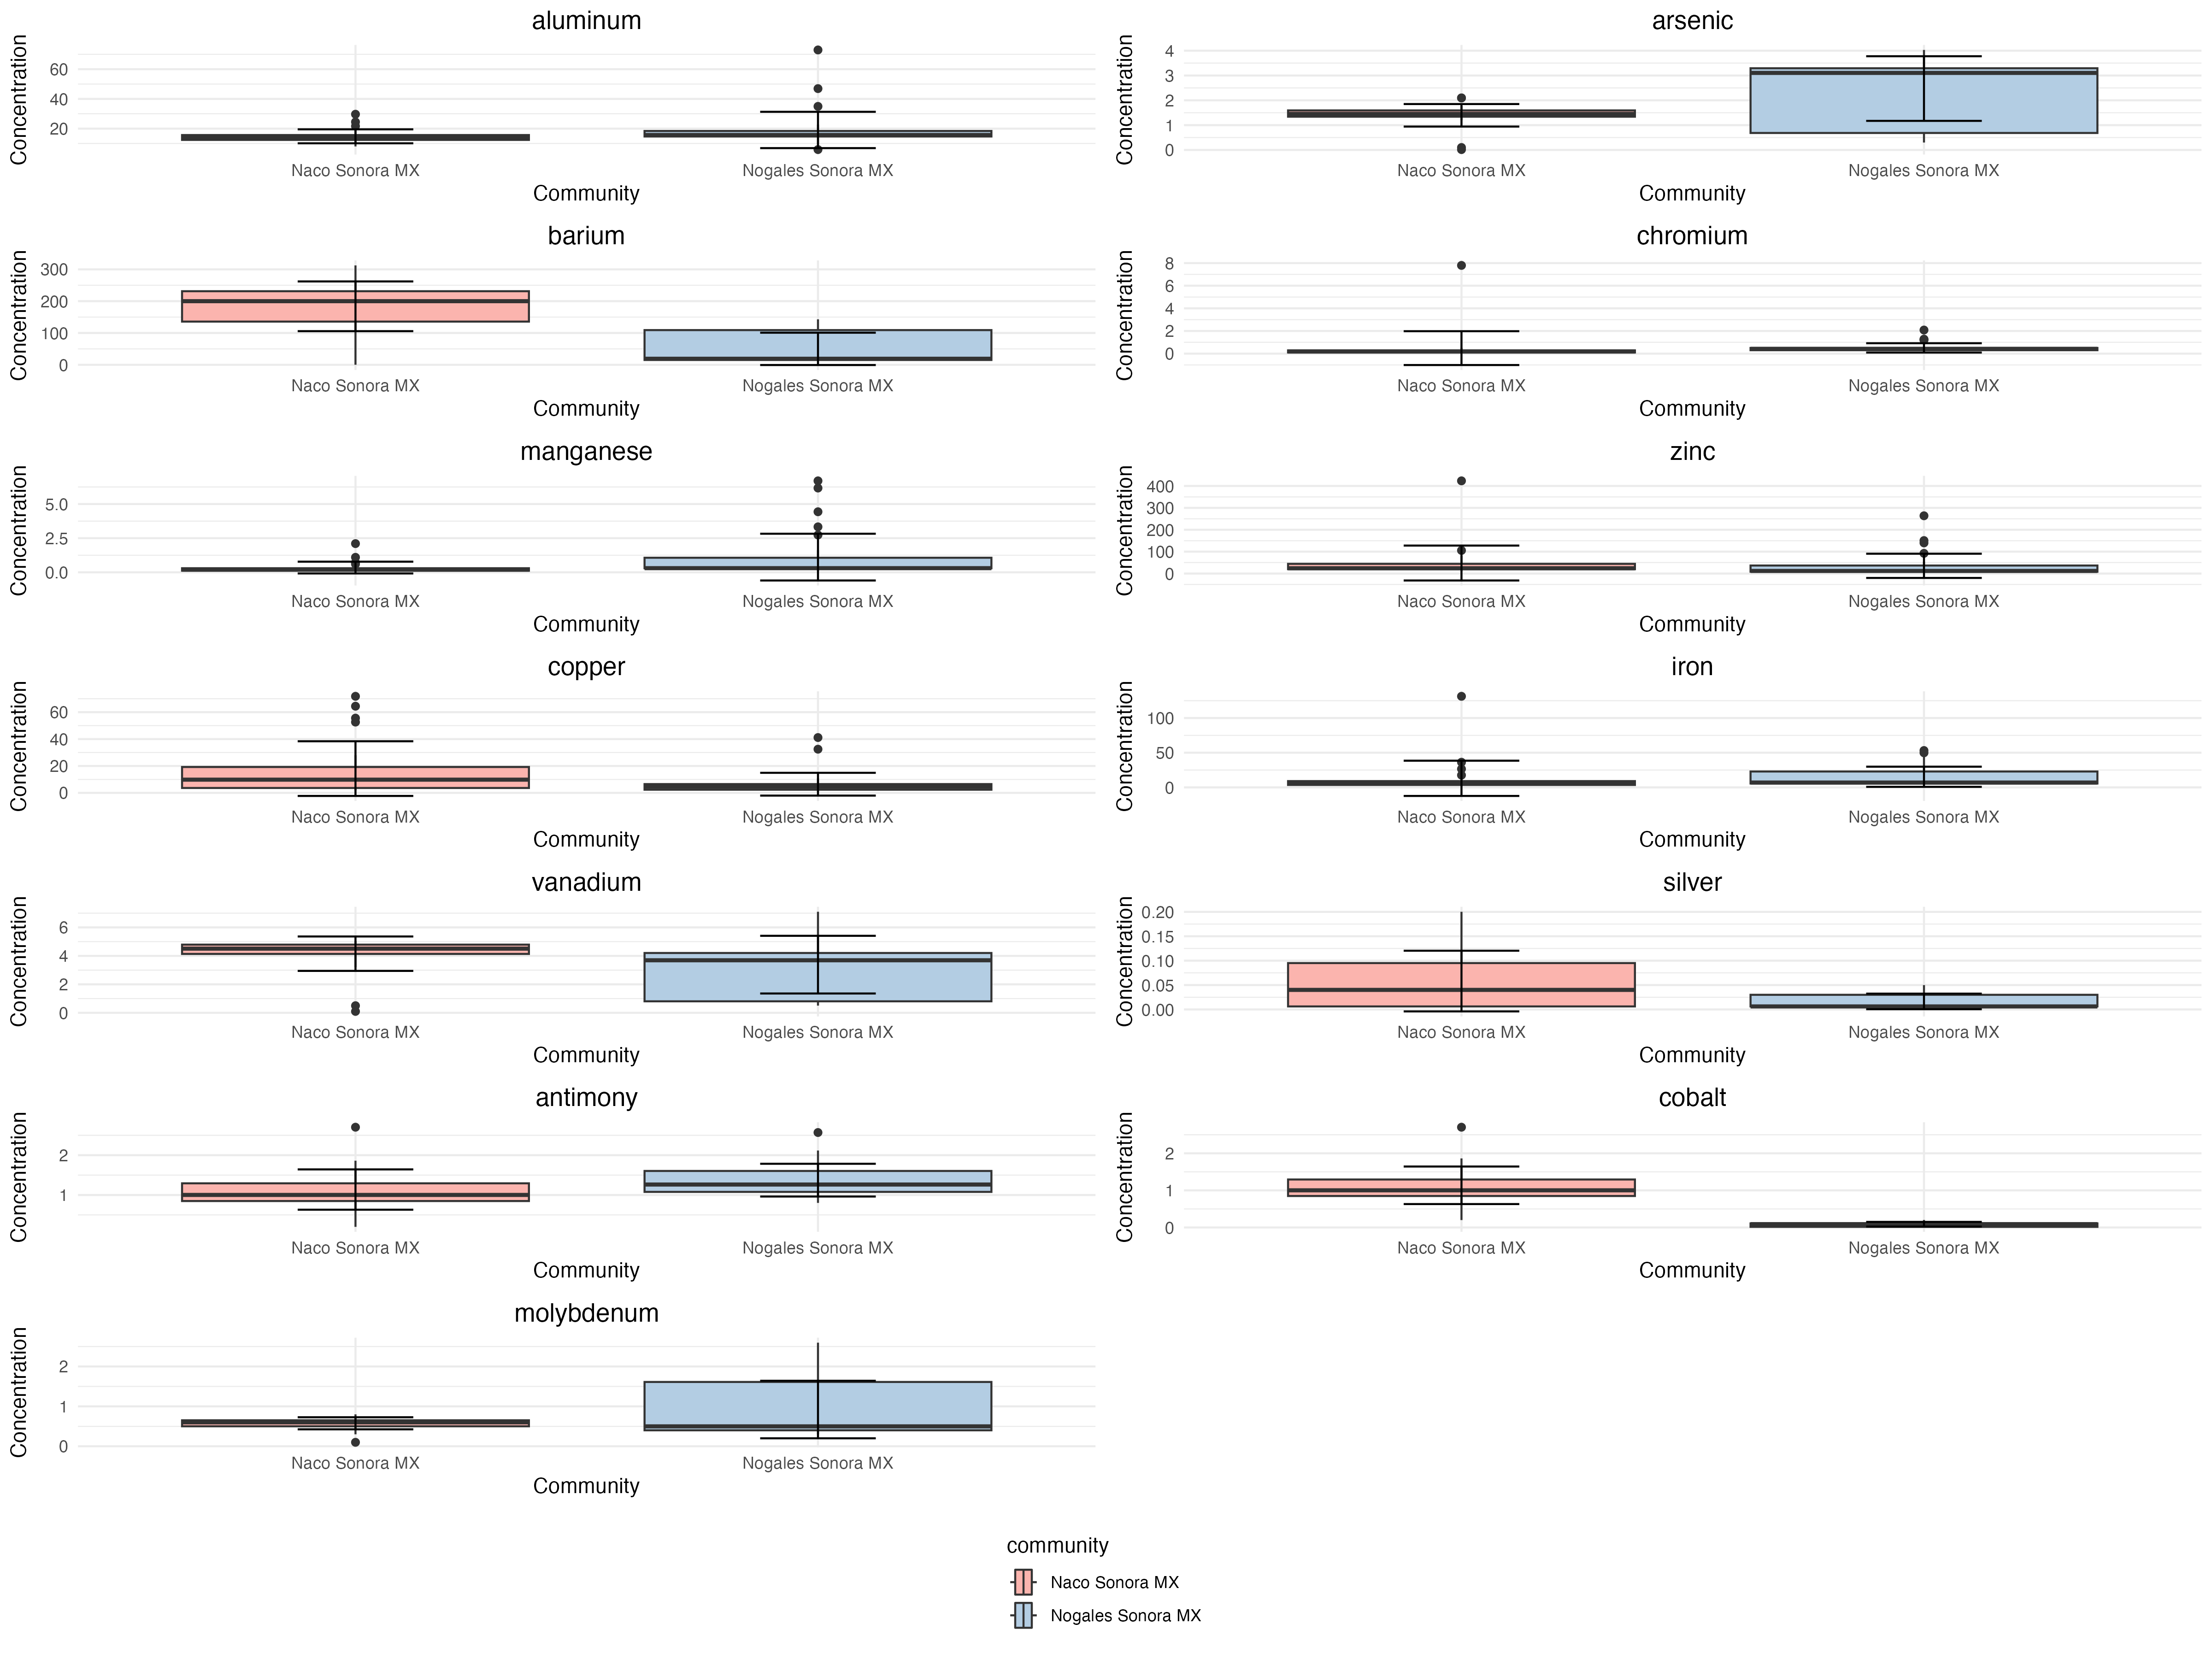 aluminum
Concentration
60
40
20
Naco Sonora MX
Nogales Sonora MX
Community
arsenic
Concentration
4
3
2
1
0
Naco Sonora MX
Nogales Sonora MX
Community
barium
Concentration
300
200
100
0
Naco Sonora MX
Nogales Sonora MX
Community
chromium
Concentration
8
6
4
2
0
Naco Sonora MX
Nogales Sonora MX
Community
manganese
Concentration
5.0
2.5
0.0
Naco Sonora MX
Nogales Sonora MX
Community
zinc
Concentration
400
300
200
100
0
Naco Sonora MX
Nogales Sonora MX
Community
copper
Concentration
60
40
20
0
Naco Sonora MX
Nogales Sonora MX
Community
iron
Concentration
100
50
0
Naco Sonora MX
Nogales Sonora MX
Community
vanadium
Concentration
6
4
2
0
Naco Sonora MX
Nogales Sonora MX
Community
silver
Concentration
0.20
0.15
0.10
0.05
0.00
Naco Sonora MX
Nogales Sonora MX
Community
antimony
Concentration
2
1
Naco Sonora MX
Nogales Sonora MX
Community
cobalt
Concentration
2
1
0
Naco Sonora MX
Nogales Sonora MX
Community
molybdenum
Concentration
2
1
0
Naco Sonora MX
Nogales Sonora MX
Community
community
Naco Sonora MX
Nogales Sonora MX